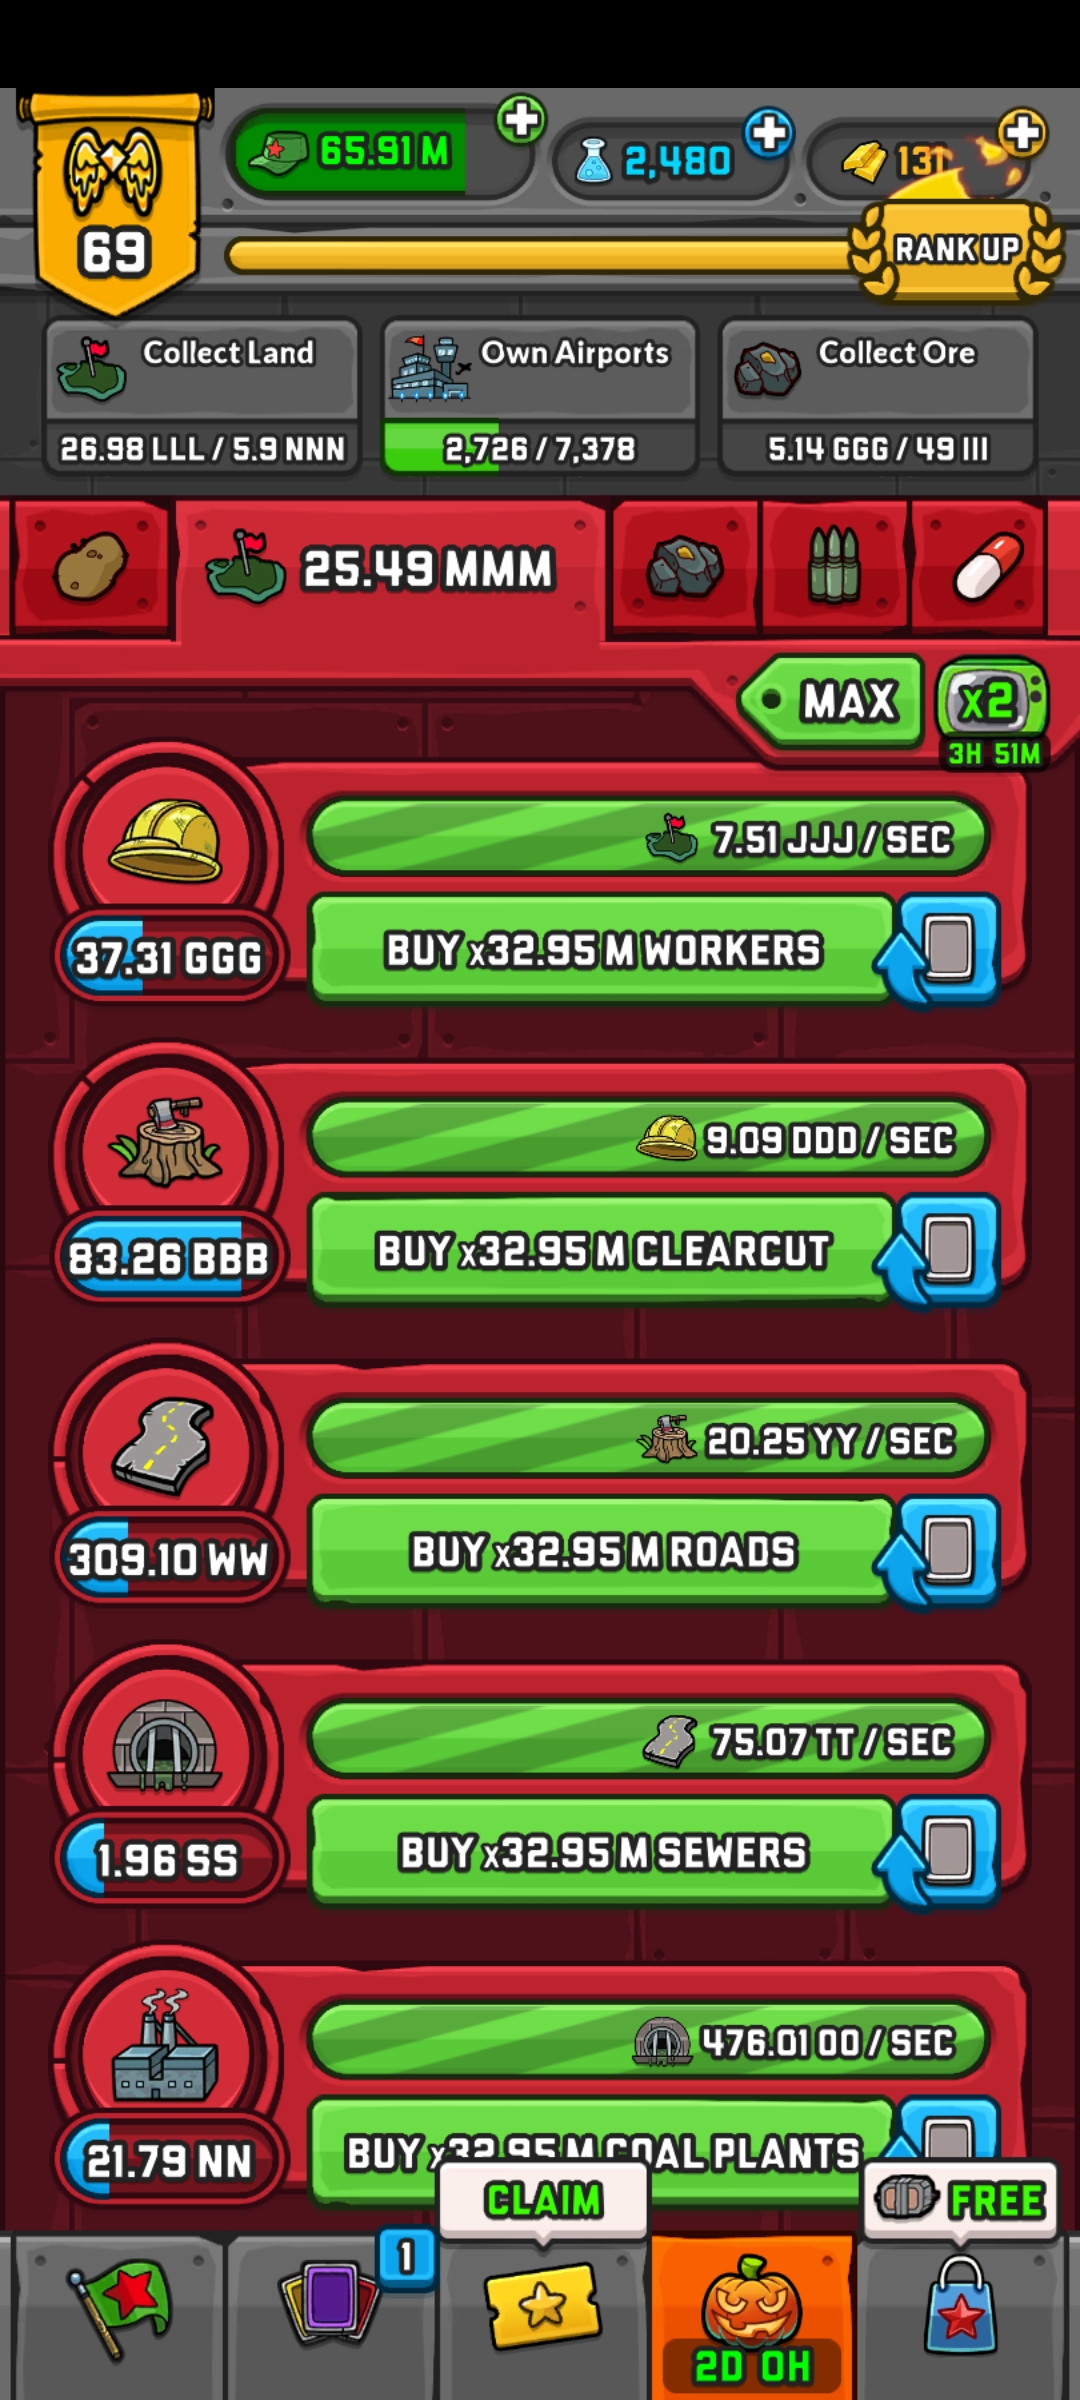 65.91 M
2,480
131
69
RANK UP
Collect Land
26.98 LLL / 5.9 NNN
Own Airports
2,726 / 7,378
Collect Ore
5.14 GGG / 49 III
25.49 MMM
MAX
x2
3H 51M
7.51 JJJ / SEC
37.31 GGG
BUY x32.95 M WORKERS
9.09 DDD / SEC
83.26 BBB
BUY x32.95 M CLEARCUT
20.25 YY / SEC
309.10 WW
BUY x32.95 M ROADS
75.07 TT / SEC
1.96 SS
BUY x32.95 M SEWERS
476.01 OO / SEC
21.79 NN
BUY x32.95 M COAL PLANTS
CLAIM
FREE
1
2D 0H